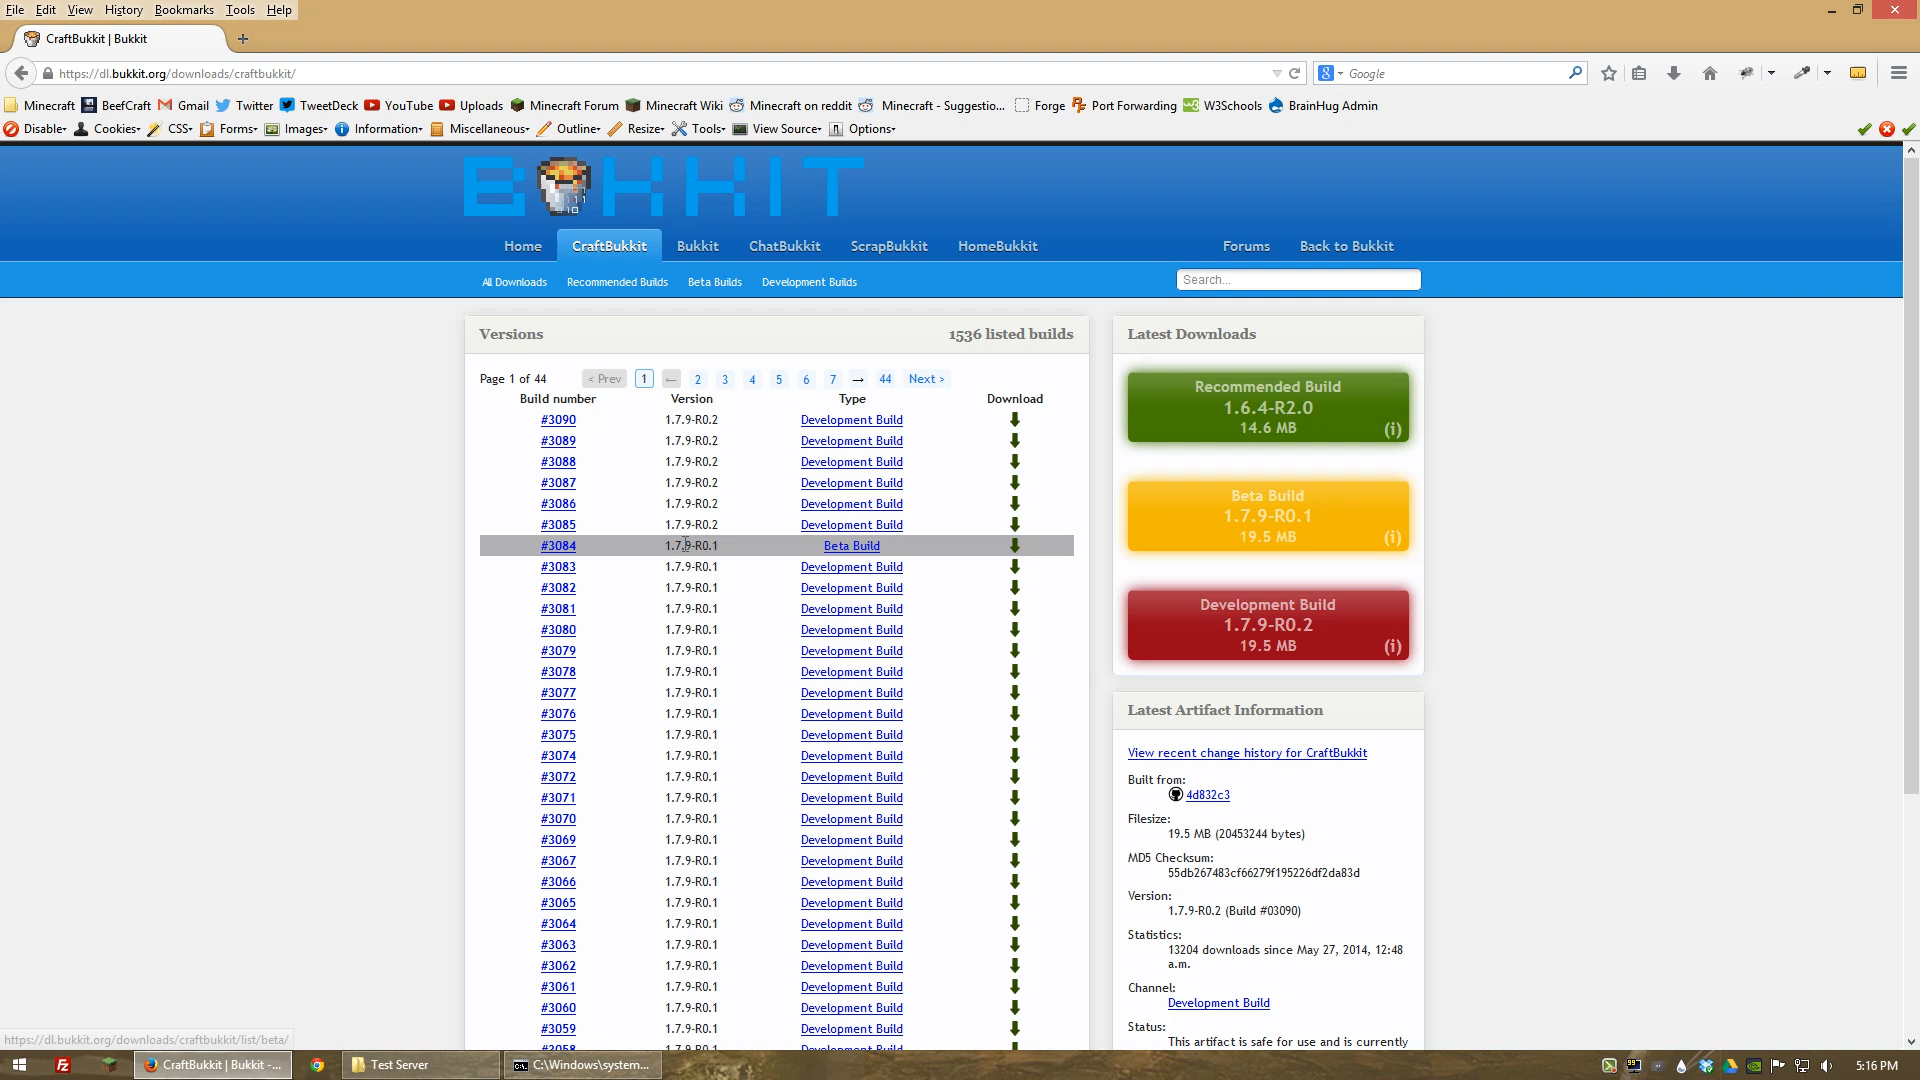 File Edit View History Bookmarks Tools Help
CraftBukkit | Bukkit
https://dl.bukkit.org/downloads/craftbukkit/
Google
Minecraft BeefCraft Gmail Twitter TweetDeck YouTube Uploads Minecraft Forum Minecraft Wiki Minecraft on reddit Minecraft - Suggestio... Forge Port Forwarding W3Schools BrainHug Admin
Disable Cookies CSS Forms Images Information Miscellaneous Outline Resize Tools View Source Options
BUKKIT
Home CraftBukkit Bukkit ChatBukkit ScrapBukkit HomeBukkit Forums Back to Bukkit
All Downloads Recommended Builds Beta Builds Development Builds Search...
Versions 1536 listed builds
Page 1 of 44 < Prev 1 ← 2 3 4 5 6 7 → 44 Next >
Build number Version Type Download
#3090 1.7.9-R0.2 Development Build
#3089 1.7.9-R0.2 Development Build
#3088 1.7.9-R0.2 Development Build
#3087 1.7.9-R0.2 Development Build
#3086 1.7.9-R0.2 Development Build
#3085 1.7.9-R0.2 Development Build
#3084 1.7.9-R0.1 Beta Build
#3083 1.7.9-R0.1 Development Build
#3082 1.7.9-R0.1 Development Build
#3081 1.7.9-R0.1 Development Build
#3080 1.7.9-R0.1 Development Build
#3079 1.7.9-R0.1 Development Build
#3078 1.7.9-R0.1 Development Build
#3077 1.7.9-R0.1 Development Build
#3076 1.7.9-R0.1 Development Build
#3075 1.7.9-R0.1 Development Build
#3074 1.7.9-R0.1 Development Build
#3072 1.7.9-R0.1 Development Build
#3071 1.7.9-R0.1 Development Build
#3070 1.7.9-R0.1 Development Build
#3069 1.7.9-R0.1 Development Build
#3067 1.7.9-R0.1 Development Build
#3066 1.7.9-R0.1 Development Build
#3065 1.7.9-R0.1 Development Build
#3064 1.7.9-R0.1 Development Build
#3063 1.7.9-R0.1 Development Build
#3062 1.7.9-R0.1 Development Build
#3061 1.7.9-R0.1 Development Build
#3060 1.7.9-R0.1 Development Build
#3059 1.7.9-R0.1 Development Build
Latest Downloads
Recommended Build
1.6.4-R2.0
14.6 MB (i)
Beta Build
1.7.9-R0.1
19.5 MB (i)
Development Build
1.7.9-R0.2
19.5 MB (i)
Latest Artifact Information
View recent change history for CraftBukkit
Built from:
4d832c3
Filesize:
19.5 MB (20453244 bytes)
MD5 Checksum:
55db267483cf66279f195226df2da83d
Version:
1.7.9-R0.2 (Build #03090)
Statistics:
13204 downloads since May 27, 2014, 12:48
a.m.
Channel:
Development Build
Status:
This artifact is safe for use and is currently
https://dl.bukkit.org/downloads/craftbukkit/list/beta/
CraftBukkit | Bukkit -... Test Server C:\Windows\system... 5:16 PM